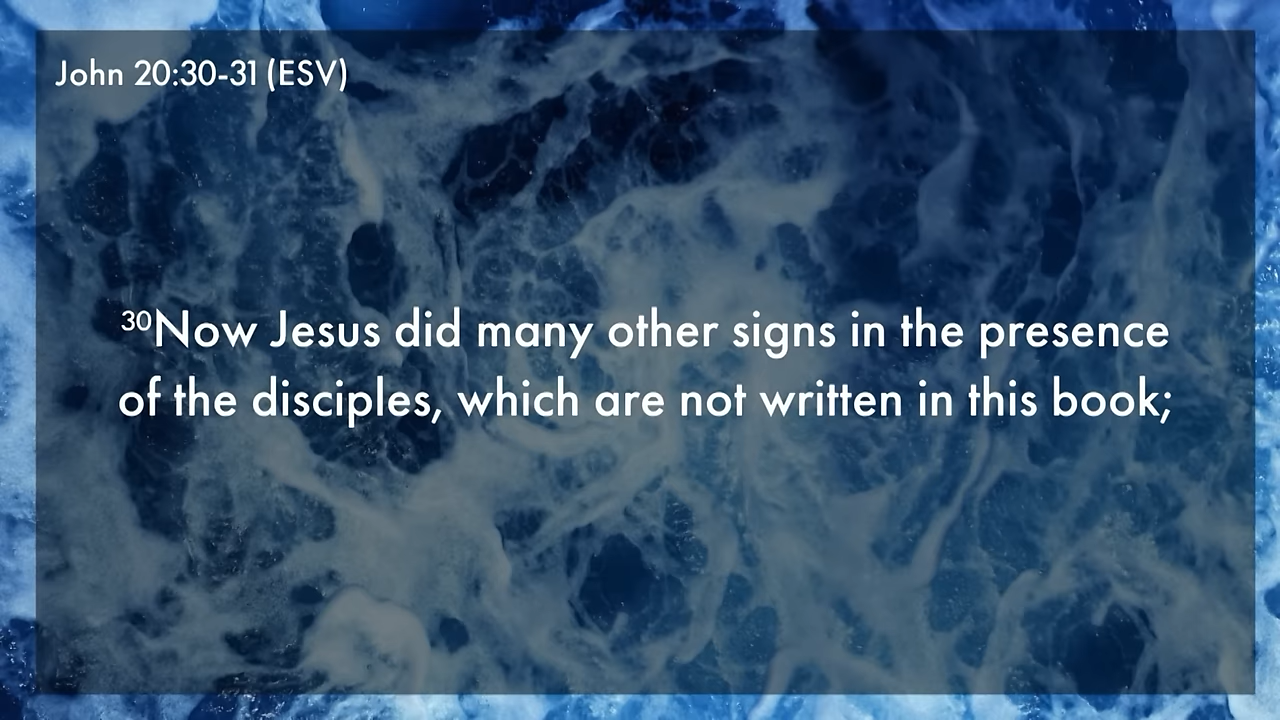 John 20:30-31 (ESV)
30Now Jesus did many other signs in the presence
of the disciples, which are not written in this book;